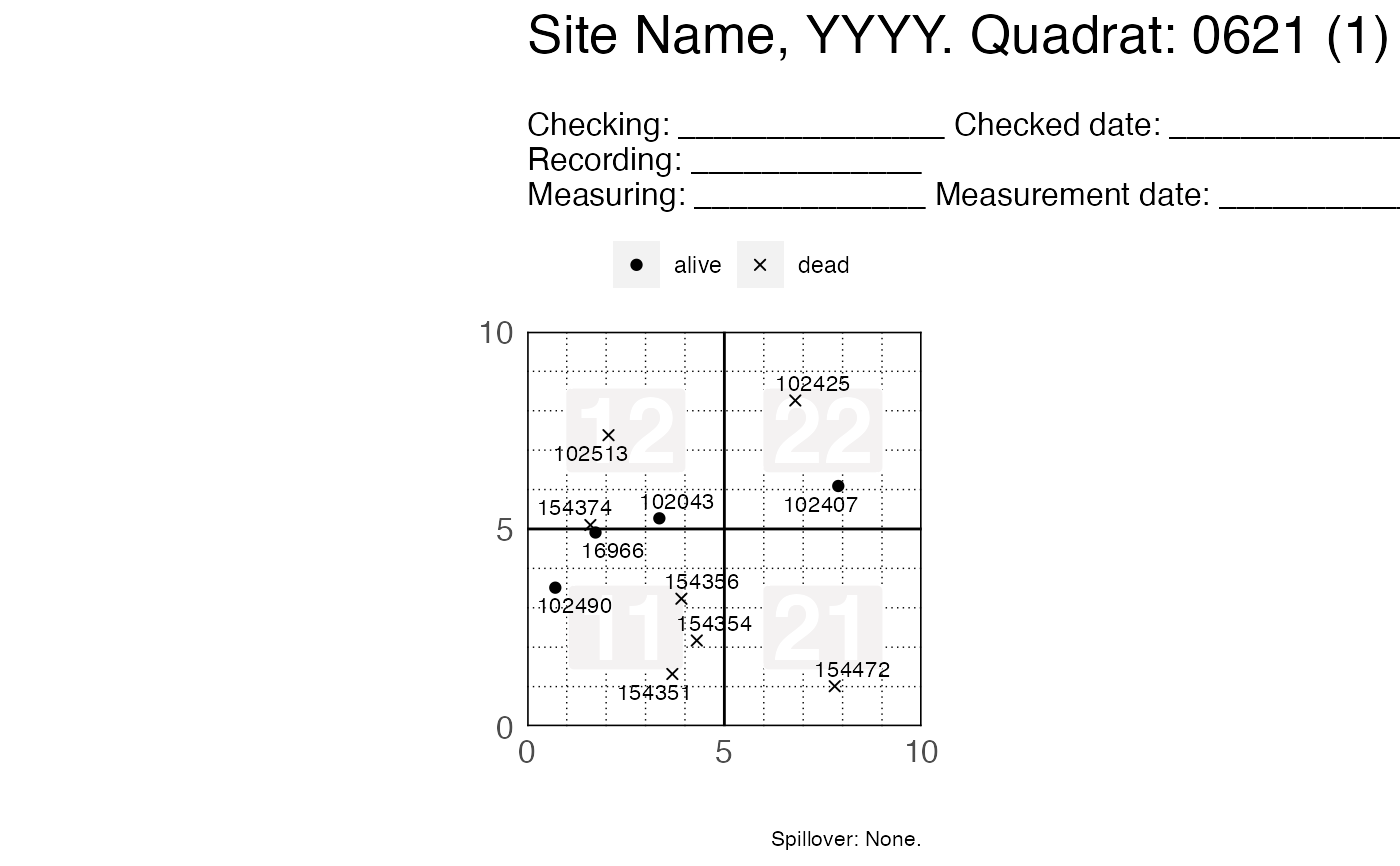 Site Name, YYYY. Quadrat: 0621 (1)
Checking: _______________ Checked date: _____________
Recording: _____________
Measuring: _____________ Measurement date: __________
alive dead
10
102425
12 22
102513
102407
154374 102043
5
16966
154356
102490
11 21
154354
154472
154351
0
0 5 10
Spillover: None.